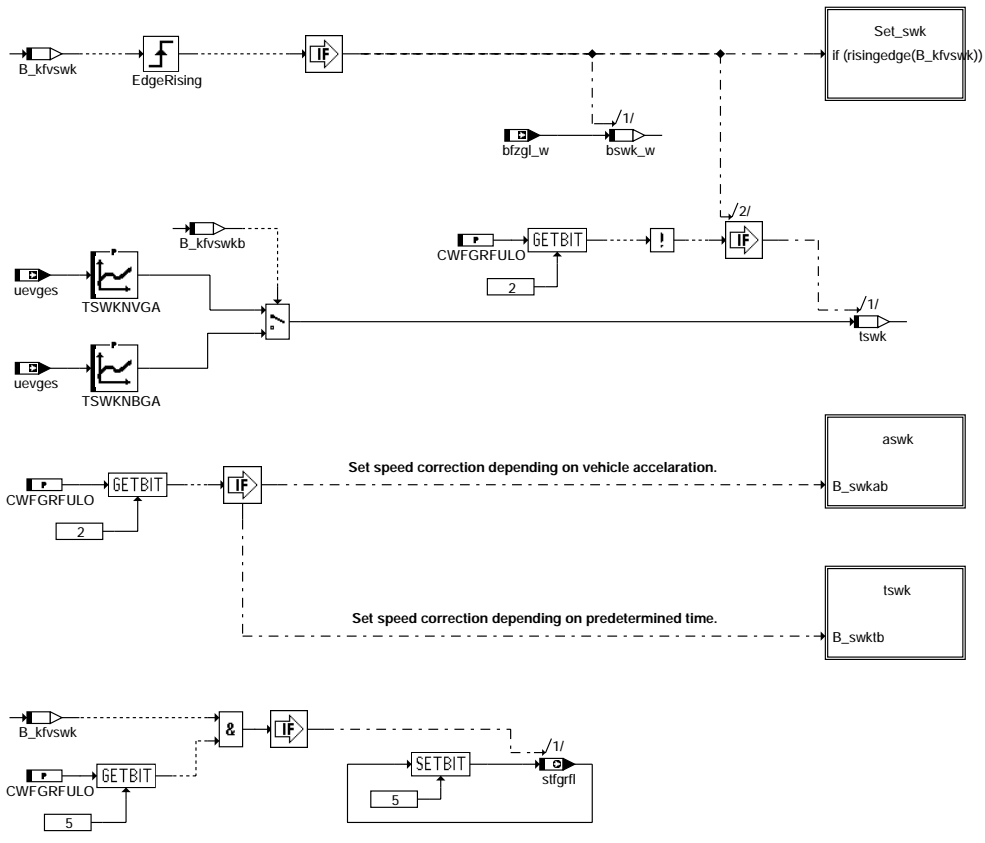 Set_swk
if (risingedge(B_kfvswk))
B_kfvswk
EdgeRising
IF
/1/
bfzgl_w
bswk_w
/2/
B_kfvswkb
P
CWFGRFULO
GETBIT
!
IF
2
P
uevges
TSWKNVGA
/1/
tswk
P
uevges
TSWKNBGA
aswk
Set speed correction depending on vehicle accelaration.
P
CWFGRFULO
GETBIT
IF
B_swkab
2
tswk
Set speed correction depending on predetermined time.
B_swktb
B_kfvswk
&
IF
/1/
P
CWFGRFULO
GETBIT
SETBIT
stfgrfl
5
5